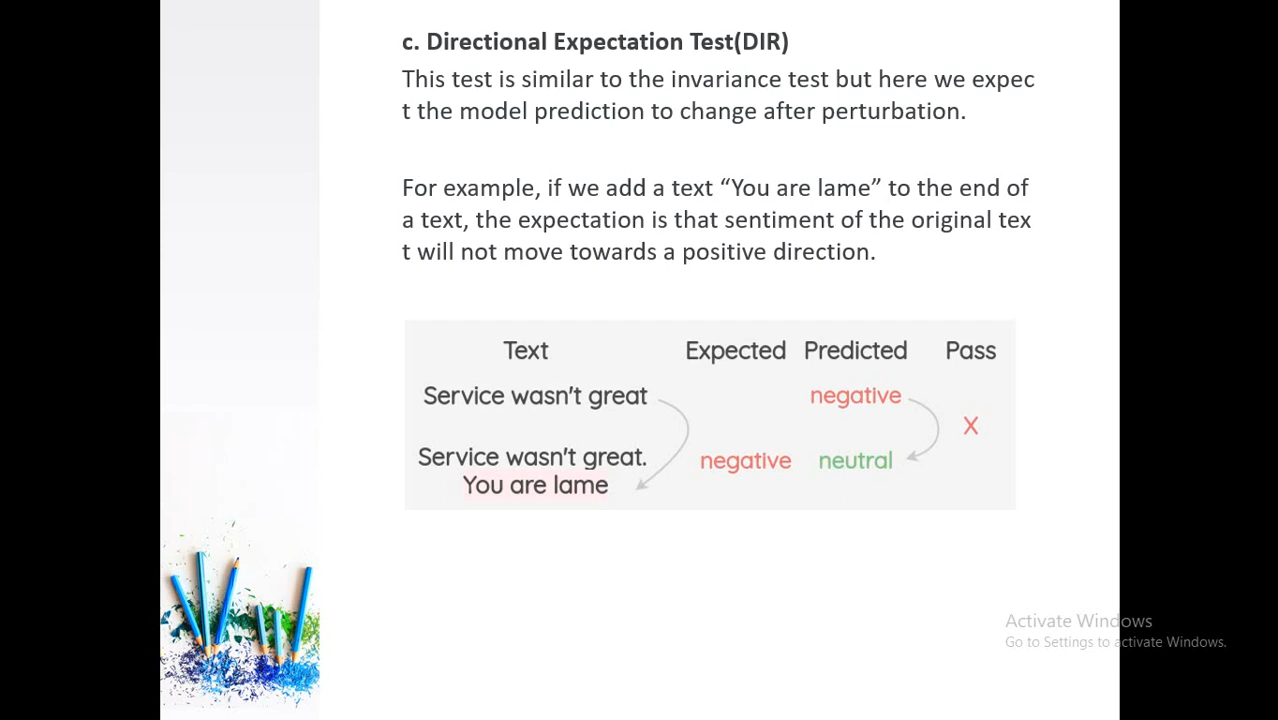 c. Directional Expectation Test(DIR)
This test is similar to the invariance test but here we expec
t the model prediction to change after perturbation.
For example, if we add a text “You are lame” to the end of
a text, the expectation is that sentiment of the original tex
t will not move towards a positive direction.
Text Expected Predicted Pass
Service wasn't great negative
X
Service wasn't great. negative neutral
You are lame
Activate Windows
Go to Settings to activate Windows.